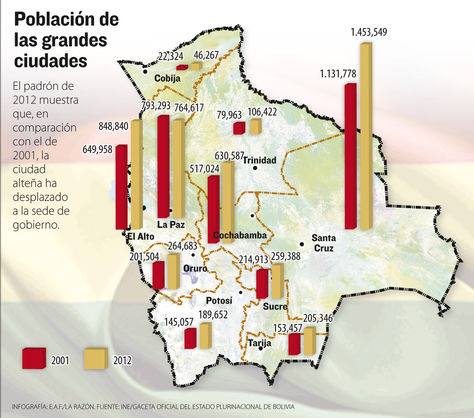 Población de
las grandes
ciudades
El padrón de
2012 muestra
que, en
comparación
con el de
2001, la
ciudad
alteña ha
desplazado
a la sede de
gobierno.
22,324
46,267
Cobija
1.453,549
1.131,778
793,293
764,617
848,840
649,958
79,963
106,422
Trinidad
630,587
517,024
La Paz
El Alto
Cochabamba
Santa
Cruz
264,683
201,504
Oruro
259,388
214,913
Potosí
Sucre
189,652
145,057
205,346
153,457
Tarija
2001
2012
INFOGRAFÍA: E.A.F./LA RAZÓN. FUENTE: INE/GACETA OFICIAL DEL ESTADO PLURINACIONAL DE BOLIVIA